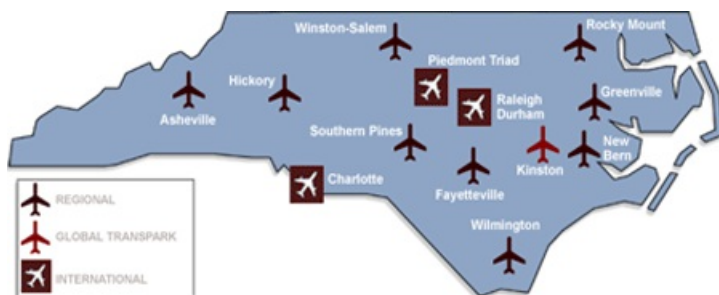 Winston-Salem
Rocky Mount
Piedmont Triad
Hickory
Raleigh
Durham
Greenville
Asheville
Southern Pines
New
Bern
Kinston
Charlotte
Fayetteville
Wilmington
REGIONAL
GLOBAL TRANSPARK
INTERNATIONAL